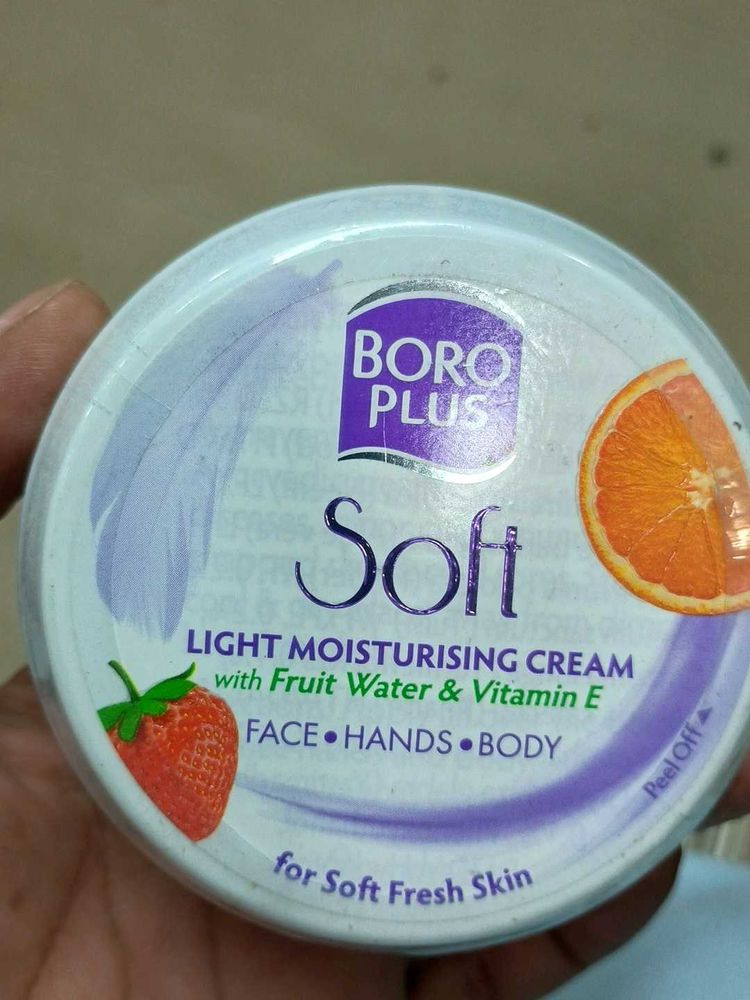 BORO
PLUS
Soft
LIGHT MOISTURISING CREAM
with Fruit Water & Vitamin E
FACE • HANDS • BODY
Peel Off
for Soft Fresh Skin